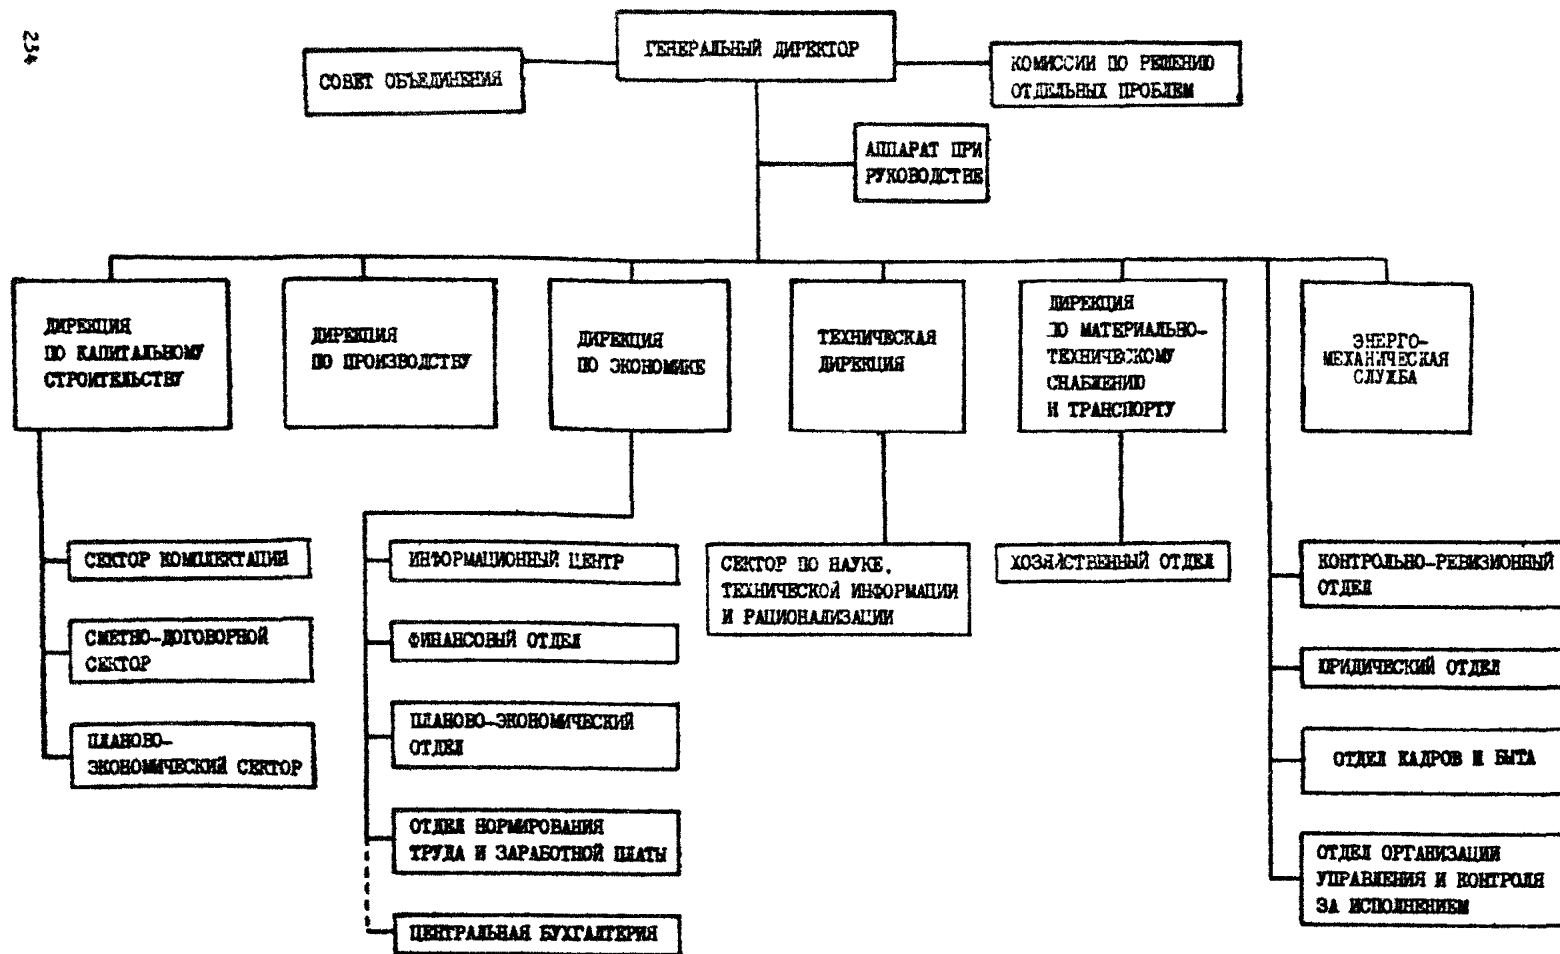 234
ГЕНЕРАЛЬНЫЙ ДИРЕКТОР
СОВЕТ ОБЪЕДИНЕНИЯ
КОМИССИИ ПО РЕШЕНИЮ
ОТДЕЛЬНЫХ ПРОБЛЕМ
АППАРАТ ПРИ
РУКОВОДСТВЕ
ДИРЕКЦИЯ
ПО КАПИТАЛЬНОМУ
СТРОИТЕЛЬСТВУ
ДИРЕКЦИЯ
ПО ПРОИЗВОДСТВУ
ДИРЕКЦИЯ
ПО ЭКОНОМИКЕ
ТЕХНИЧЕСКАЯ
ДИРЕКЦИЯ
ДИРЕКЦИЯ
ПО МАТЕРИАЛЬНО-
ТЕХНИЧЕСКОМУ
СНАБЖЕНИЮ
И ТРАНСПОРТУ
ЭНЕРГО-
МЕХАНИЧЕСКАЯ
СЛУЖБА
СЕКТОР КОМПЛЕКТАЦИИ
СМЕТНО-ДОГОВОРНОЙ
СЕКТОР
ПЛАНОВО-
ЭКОНОМИЧЕСКИЙ СЕКТОР
ИНФОРМАЦИОННЫЙ ЦЕНТР
ФИНАНСОВЫЙ ОТДЕЛ
ПЛАНОВО-ЭКОНОМИЧЕСКИЙ
ОТДЕЛ
ОТДЕЛ НОРМИРОВАНИЯ
ТРУДА И ЗАРАБОТНОЙ ПЛАТЫ
ЦЕНТРАЛЬНАЯ БУХГАЛТЕРИЯ
СЕКТОР ПО НАУКЕ,
ТЕХНИЧЕСКОЙ ИНФОРМАЦИИ
И РАЦИОНАЛИЗАЦИИ
ХОЗЯЙСТВЕННЫЙ ОТДЕЛ
КОНТРОЛЬНО-РЕВИЗИОННЫЙ
ОТДЕЛ
ЮРИДИЧЕСКИЙ ОТДЕЛ
ОТДЕЛ КАДРОВ И БЫТА
ОТДЕЛ ОРГАНИЗАЦИИ
УПРАВЛЕНИЯ И КОНТРОЛЯ
ЗА ИСПОЛНЕНИЕМ